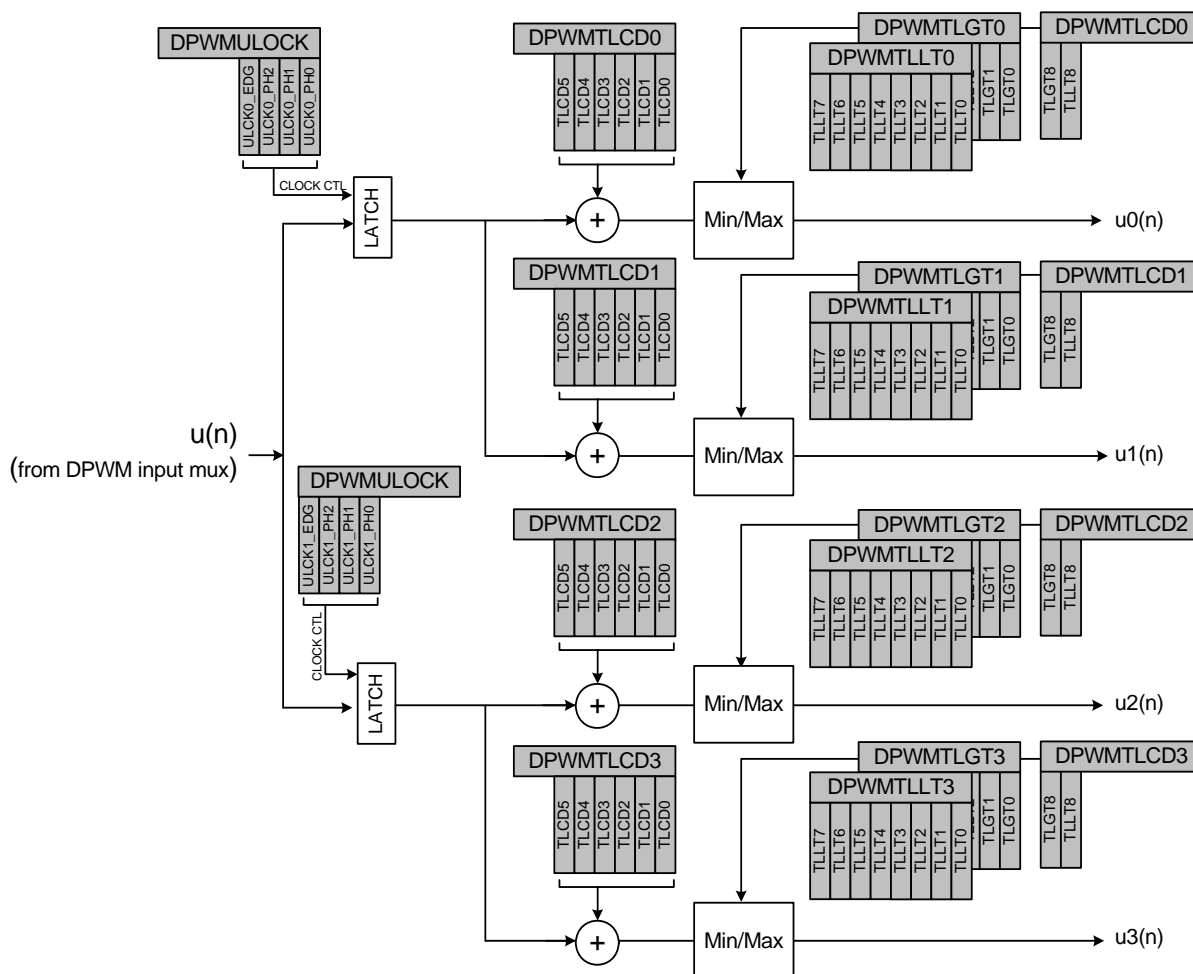 DPWMULOCK
ULCK0_EDG
ULCK0_PH2
ULCK0_PH1
ULCK0_PH0
CLOCK CTL
LATCH
DPWMTLCD0
TLCD5
TLCD4
TLCD3
TLCD2
TLCD1
TLCD0
+
Min/Max
DPWMTLGT0
TLGT1
TLGT0
DPWMTLLT0
TLLT7
TLLT6
TLLT5
TLLT4
TLLT3
TLLT2
TLLT1
TLLT0
DPWMTLCD0
TLGT8
TLLT8
u0(n)
DPWMTLCD1
TLCD5
TLCD4
TLCD3
TLCD2
TLCD1
TLCD0
+
Min/Max
DPWMTLGT1
TLGT1
TLGT0
DPWMTLLT1
TLLT7
TLLT6
TLLT5
TLLT4
TLLT3
TLLT2
TLLT1
TLLT0
DPWMTLCD1
TLGT8
TLLT8
u1(n)
u(n)
(from DPWM input mux)
DPWMULOCK
ULCK1_EDG
ULCK1_PH2
ULCK1_PH1
ULCK1_PH0
CLOCK CTL
LATCH
DPWMTLCD2
TLCD5
TLCD4
TLCD3
TLCD2
TLCD1
TLCD0
+
Min/Max
DPWMTLGT2
TLGT1
TLGT0
DPWMTLLT2
TLLT7
TLLT6
TLLT5
TLLT4
TLLT3
TLLT2
TLLT1
TLLT0
DPWMTLCD2
TLGT8
TLLT8
u2(n)
DPWMTLCD3
TLCD5
TLCD4
TLCD3
TLCD2
TLCD1
TLCD0
+
Min/Max
DPWMTLGT3
TLGT1
TLGT0
DPWMTLLT3
TLLT7
TLLT6
TLLT5
TLLT4
TLLT3
TLLT2
TLLT1
TLLT0
DPWMTLCD3
TLGT8
TLLT8
u3(n)